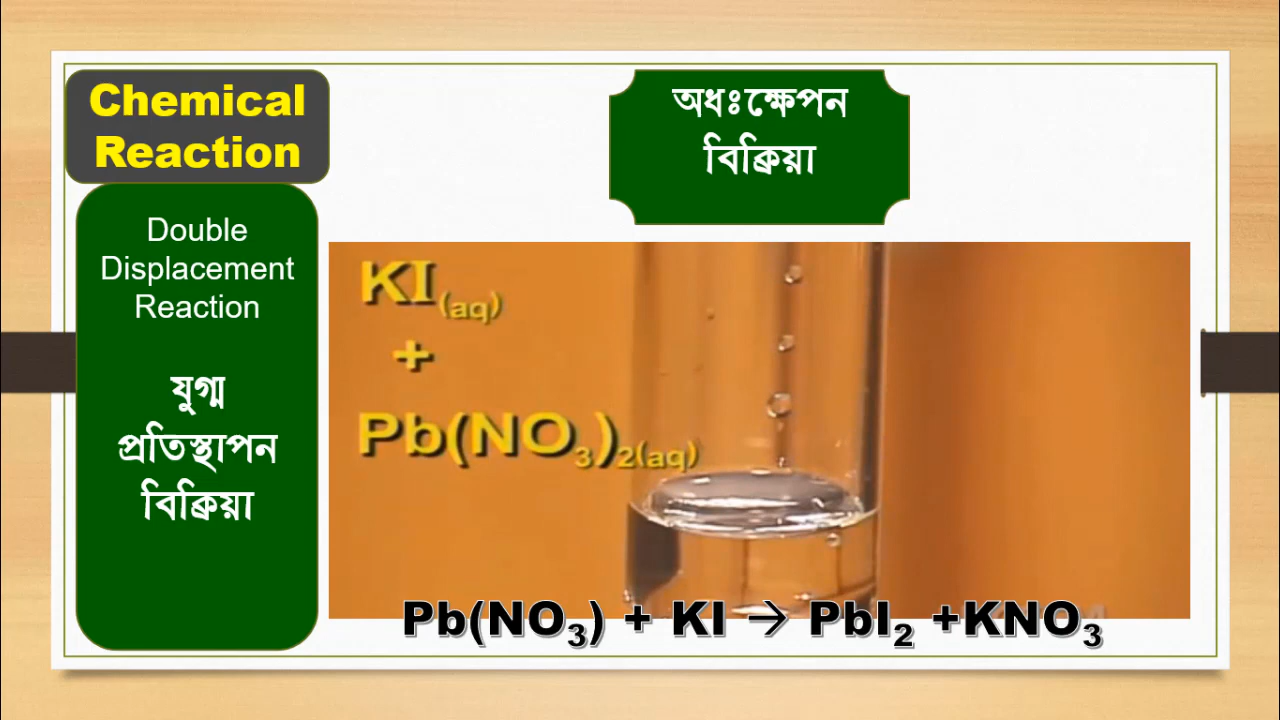 Chemical
Reaction
অধঃক্ষেপন
বিক্রিয়া
Double
Displacement
Reaction
যুগ্ম
প্রতিস্থাপন
বিক্রিয়া
KI(aq)
+
Pb(NO₃)₂(aq)
Pb(NO₃) + KI → PbI₂ +KNO₃